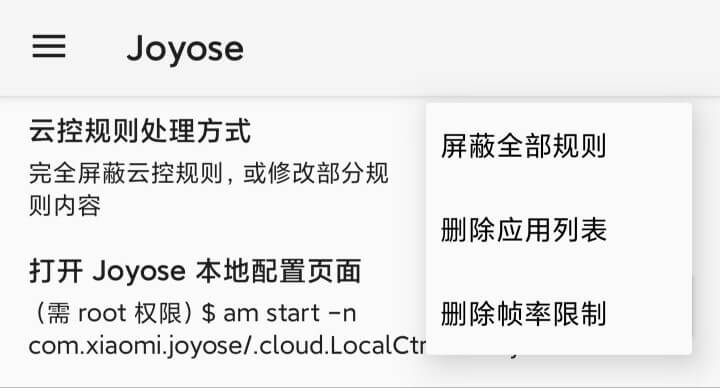 Joyose
云控规则处理方式
完全屏蔽云控规则, 或修改部分规
则内容
屏蔽全部规则
删除应用列表
删除帧率限制
打开 Joyose 本地配置页面
(需 root 权限) $ am start -n
com.xiaomi.joyose/.cloud.LocalCtr